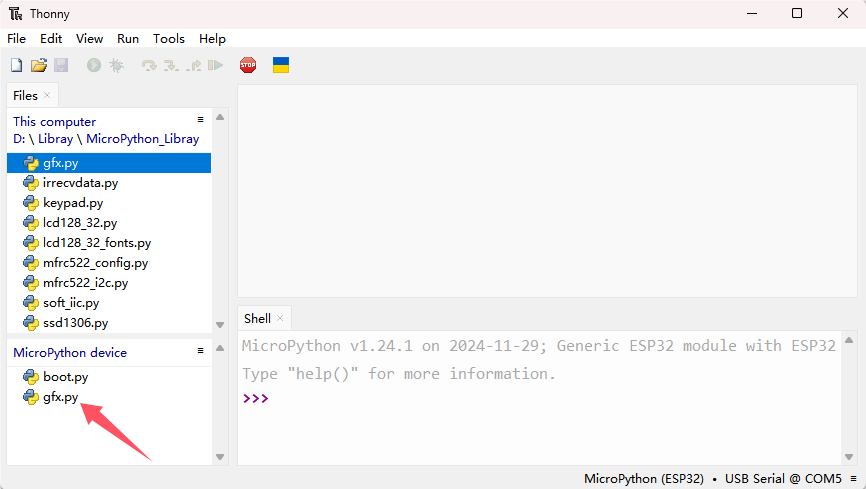 Thonny
File Edit View Run Tools Help
STOP
Files
This computer
D: \ Libray \ MicroPython_Libray
gfx.py
irrecvdata.py
keypad.py
lcd128_32.py
lcd128_32_fonts.py
mfrc522_config.py
mfrc522_i2c.py
soft_iic.py
ssd1306.py
MicroPython device
boot.py
gfx.py
Shell
MicroPython v1.24.1 on 2024-11-29; Generic ESP32 module with ESP32
Type "help()" for more information.
>>>
MicroPython (ESP32) • USB Serial @ COM5